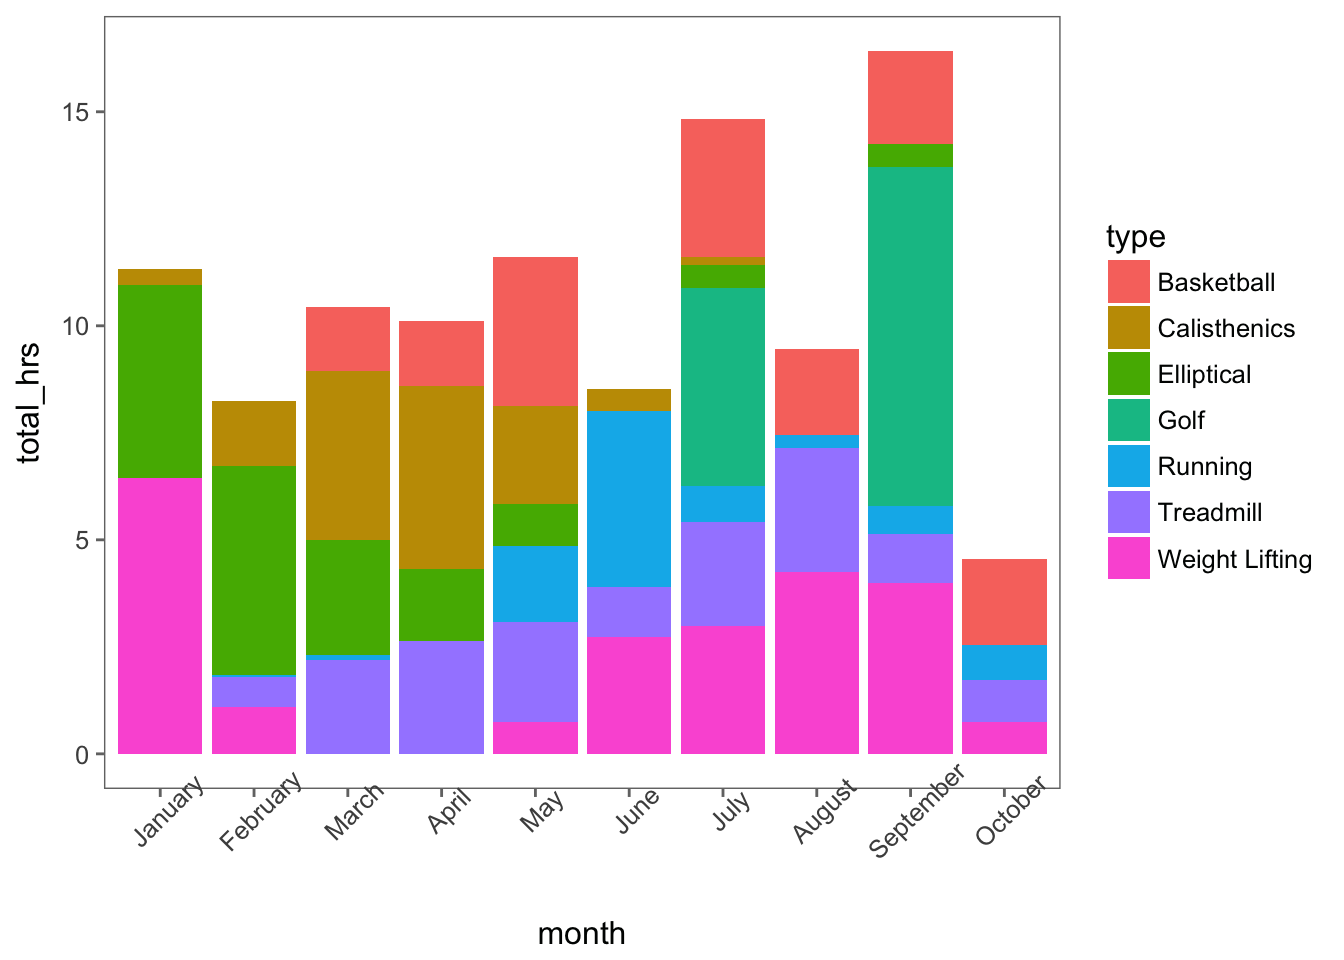 total_hrs
15
10
5
0
January
February
March
April
May
June
July
August
September
October
month
type
Basketball
Calisthenics
Elliptical
Golf
Running
Treadmill
Weight Lifting